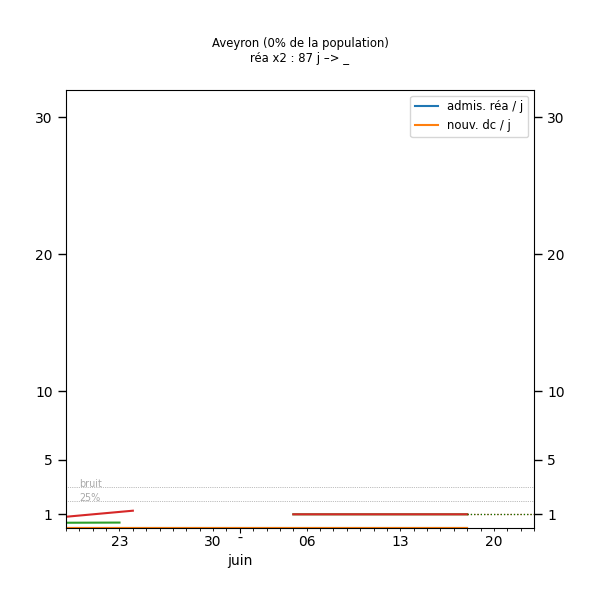 Aveyron (0% de la population)
réa x2 : 87 j –> _
admis. réa / j
nouv. dc / j
30 30
20 20
10 10
5 5
bruit
25%
1 1
23 30 - 06 13 20
juin